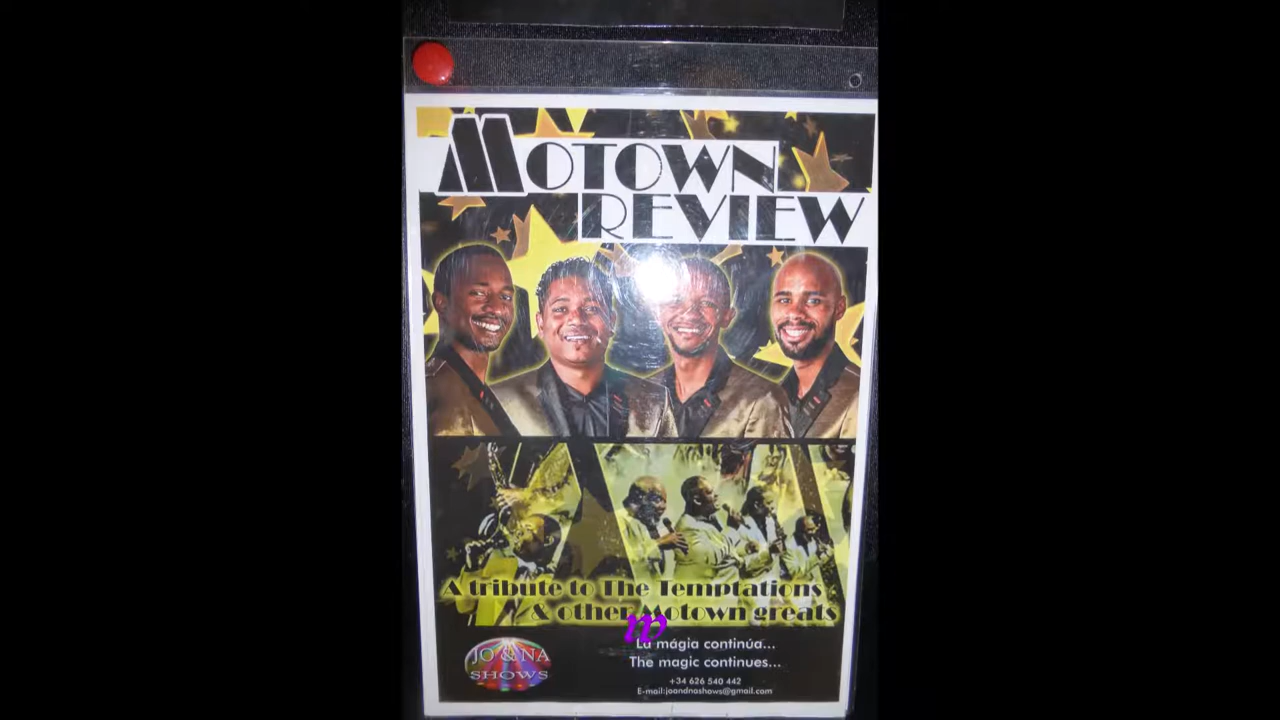 MOTOWN
REVIEW
A tribute to The Temptations
& other Motown greats
w
La mágia continúa...
The magic continues...
JO & NA
SHOWS
+34 626 540 442
E-mail:joandnashows@gmail.com